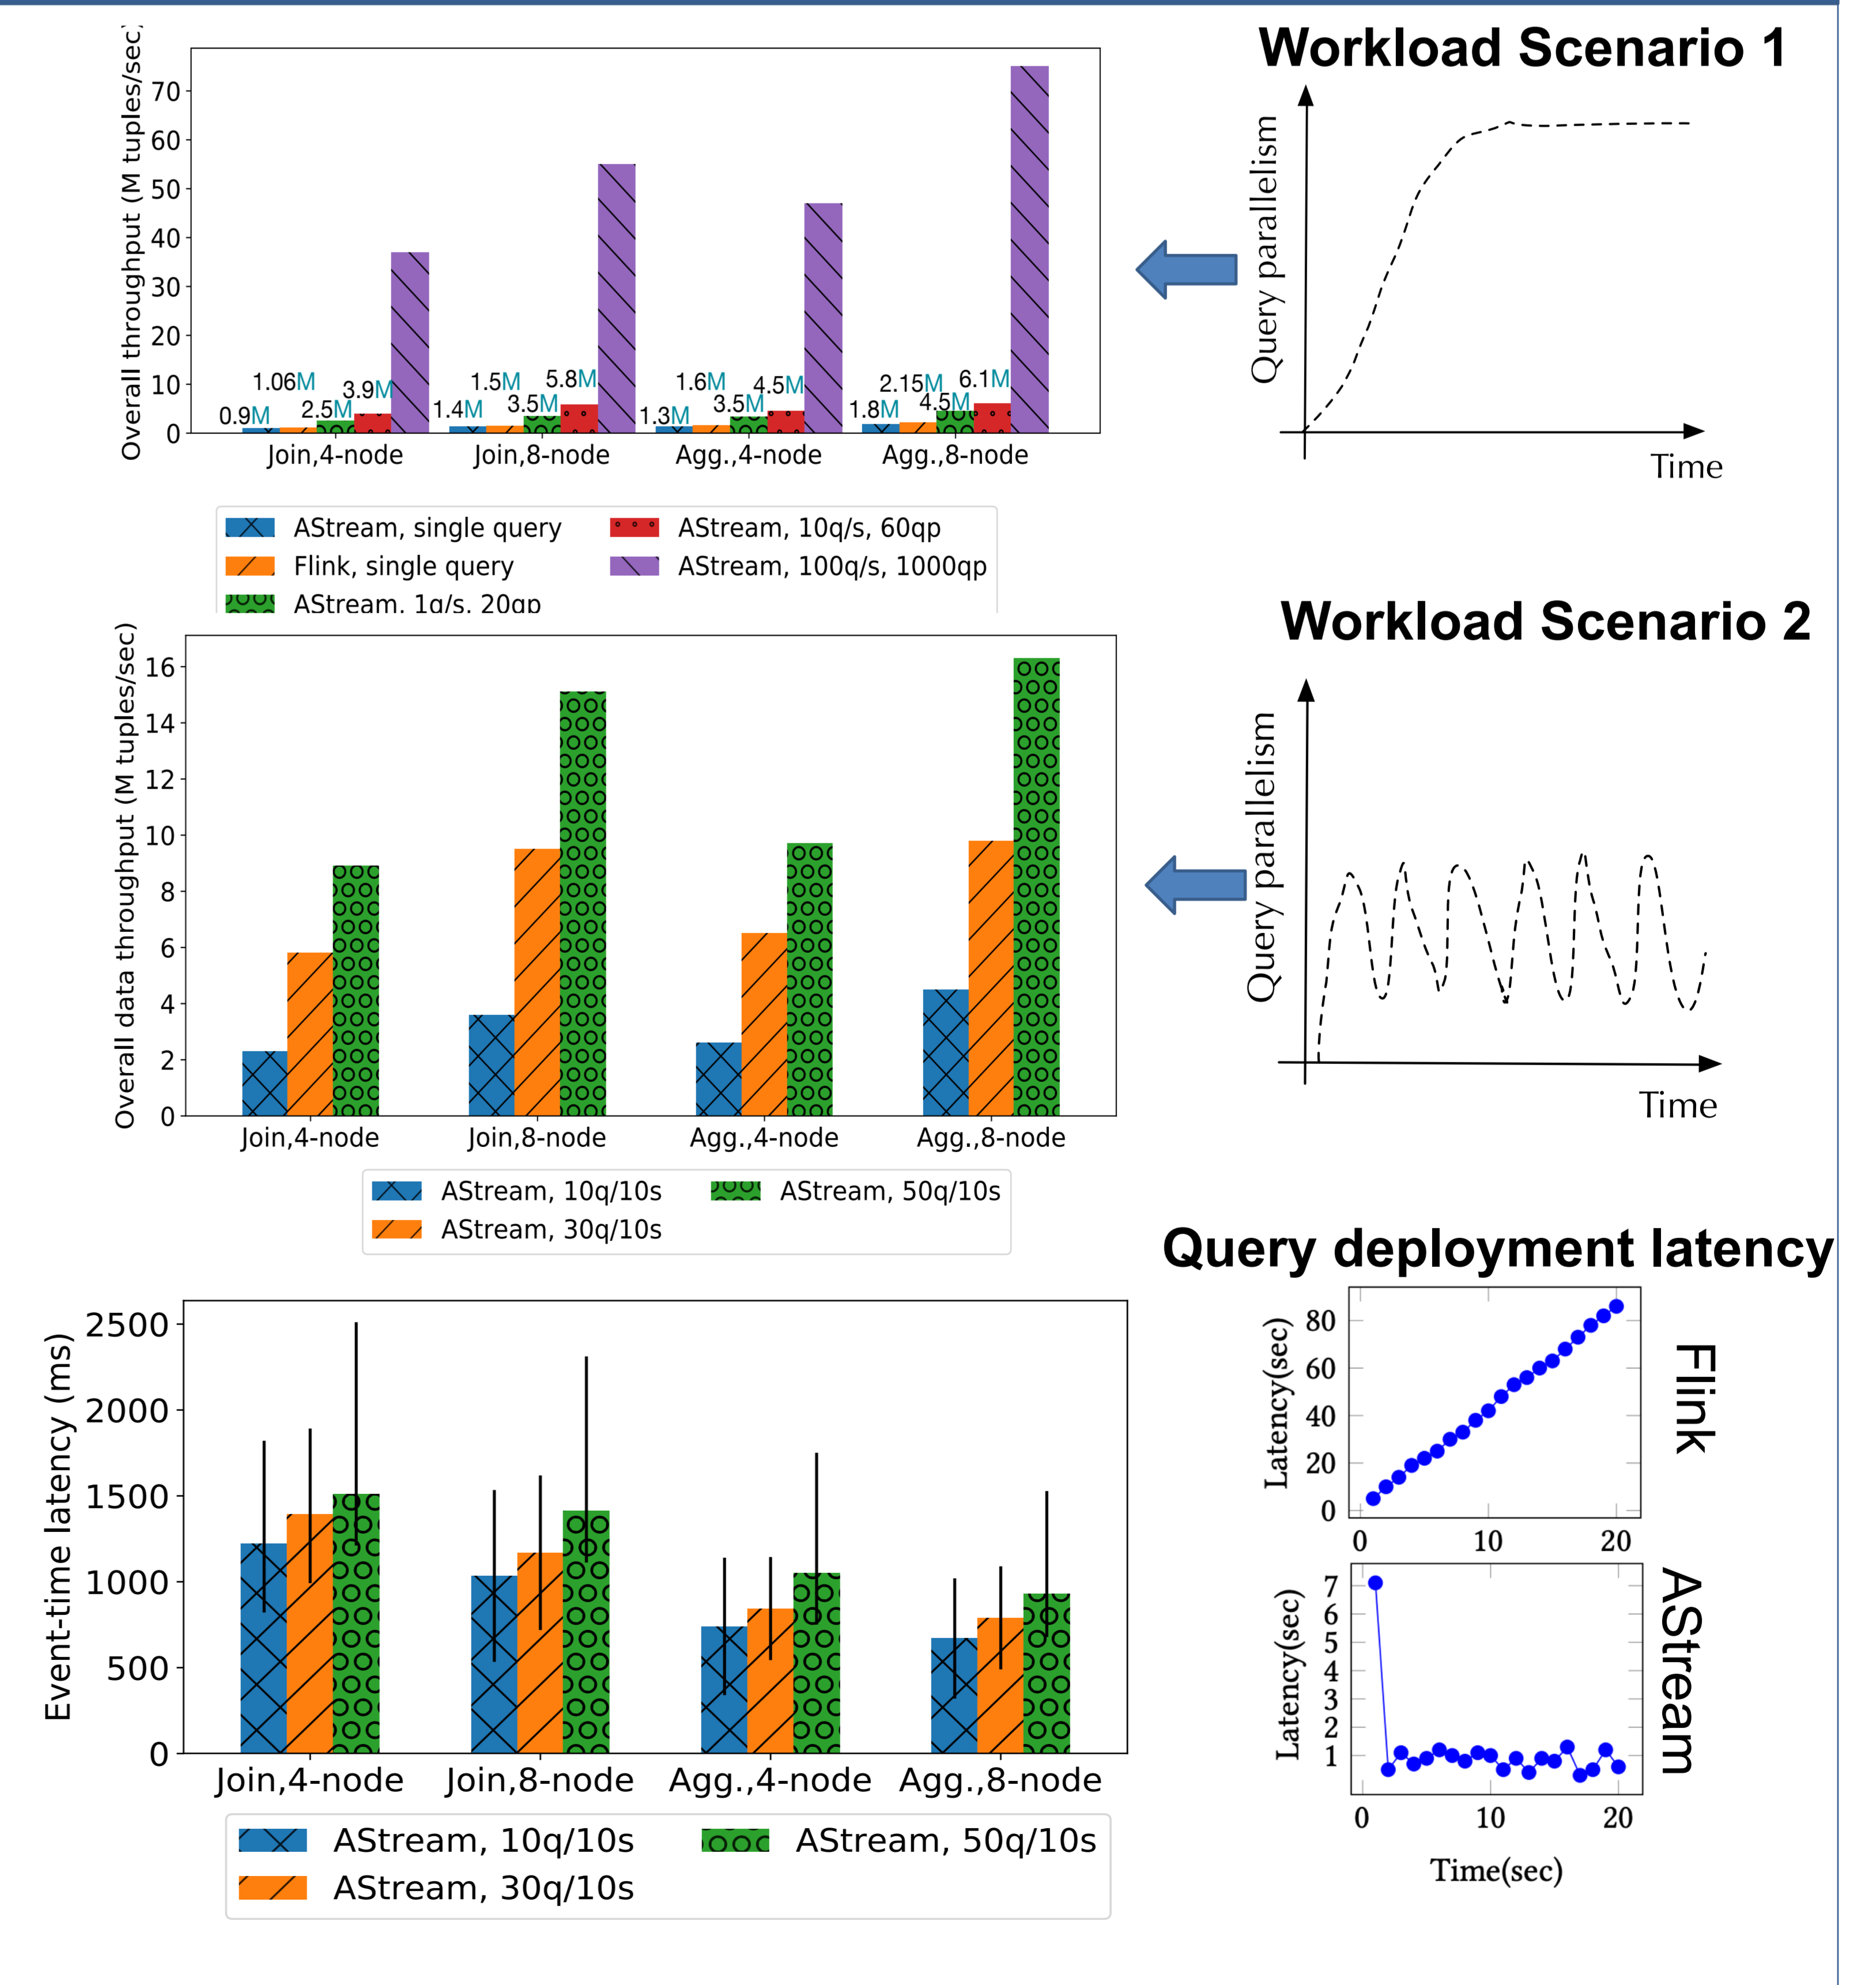 Workload Scenario 1
Overall throughput (M tuples/sec)
70
60
50
40
30
20
10
0
0.9M
1.06M
2.5M
3.9M
1.4M
1.5M
3.5M
5.8M
1.3M
1.6M
3.5M
4.5M
1.8M
2.15M
4.5M
6.1M
Join,4-node
Join,8-node
Agg.,4-node
Agg.,8-node
AStream, single query
Flink, single query
AStream, 1q/s, 20qp
AStream, 10q/s, 60qp
AStream, 100q/s, 1000qp
Query parallelism
Time
Workload Scenario 2
Overall data throughput (M tuples/sec)
16
14
12
10
8
6
4
2
0
Join,4-node
Join,8-node
Agg.,4-node
Agg.,8-node
AStream, 10q/10s
AStream, 30q/10s
AStream, 50q/10s
Query parallelism
Time
Event-time latency (ms)
2500
2000
1500
1000
500
0
Join,4-node
Join,8-node
Agg.,4-node
Agg.,8-node
AStream, 10q/10s
AStream, 30q/10s
AStream, 50q/10s
Query deployment latency
Latency(sec)
80
60
40
20
0
0
10
20
Flink
Latency(sec)
7
6
5
4
3
2
1
0
10
20
AStream
Time(sec)